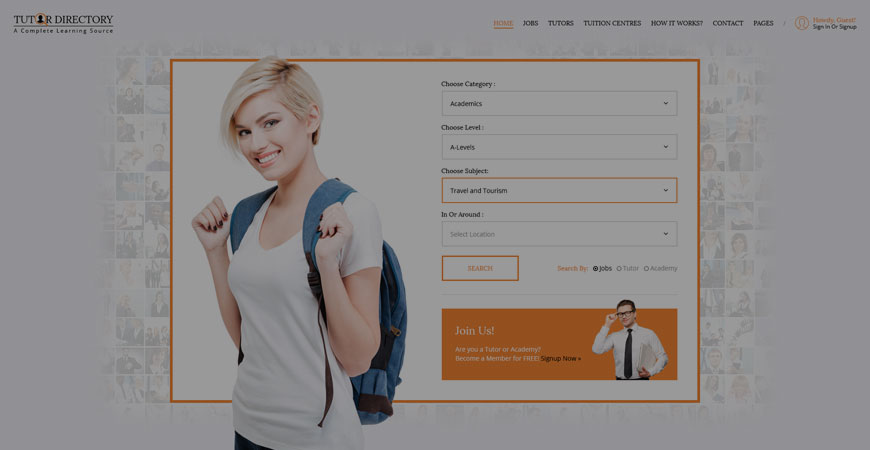 TUTOR DIRECTORY
A Complete Learning Source
HOME JOBS TUTORS TUITION CENTRES HOW IT WORKS? CONTACT PAGES /
Howdy, Guest!
Sign In Or Signup
Choose Category :
Academics
Choose Level :
A-Levels
Choose Subject:
Travel and Tourism
In Or Around :
Select Location
SEARCH
Search By: Jobs Tutor Academy
Join Us!
Are you a Tutor or Academy?
Become a Member for FREE! Signup Now »